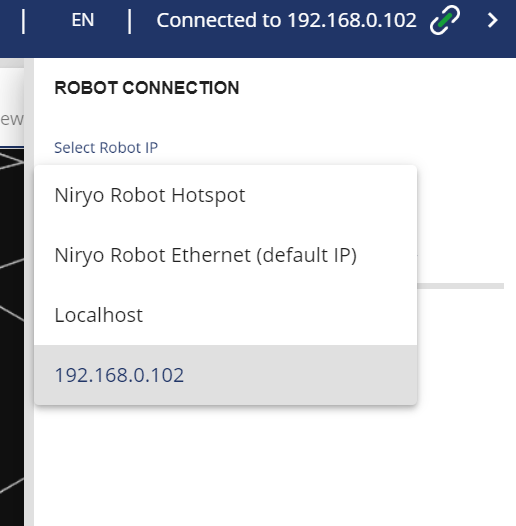 EN
Connected to 192.168.0.102
ROBOT CONNECTION
ew
Select Robot IP
Niryo Robot Hotspot
Niryo Robot Ethernet (default IP)
Localhost
192.168.0.102